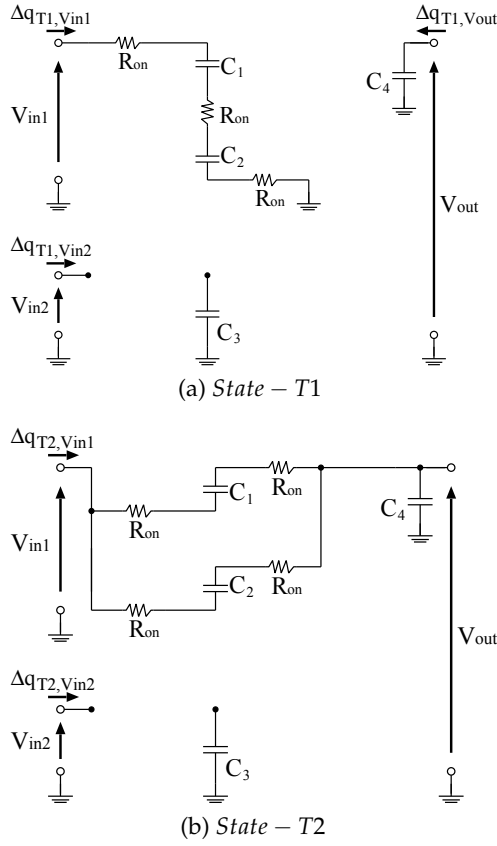 Δq_T1,Vin1
R_on
C_1
R_on
C_2
R_on
V_in1
Δq_T1,Vout
C_4
V_out
Δq_T1,Vin2
V_in2
C_3
(a) State − T1
Δq_T2,Vin1
R_on
C_1
R_on
C_4
V_in1
R_on
C_2
R_on
V_out
Δq_T2,Vin2
V_in2
C_3
(b) State − T2